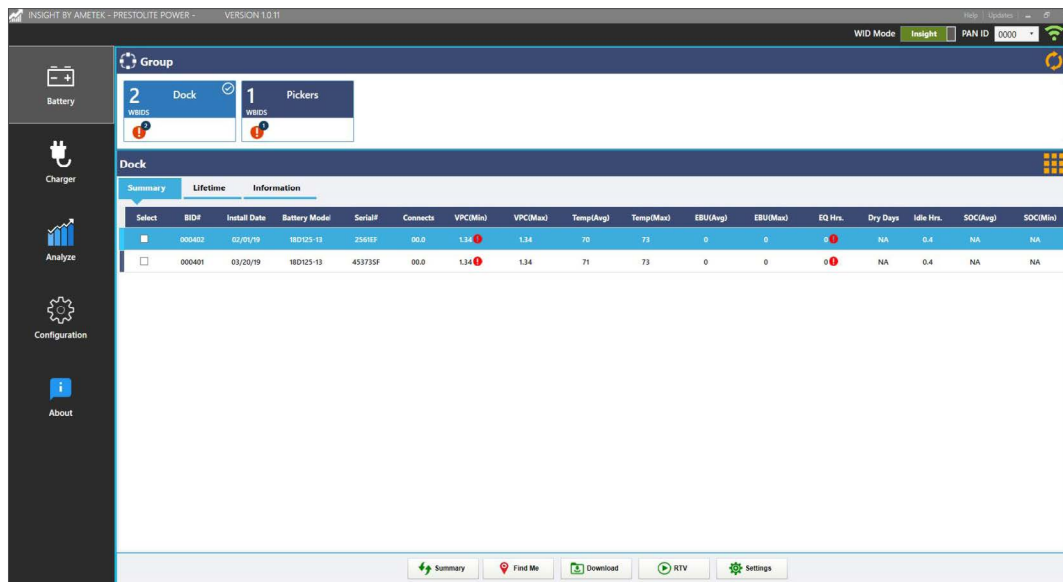 INSIGHT BY AMETEK - PRESTOLITE POWER - VERSION 1.0.11 Help Updates
WID Mode Insight PAN ID 0000
Battery
Charger
Analyze
Configuration
About
Group
2 Dock
WBIDS
2
1 Pickers
WBIDS
1
Dock
Summary Lifetime Information
Select BID# Install Date Battery Model Serial# Connects VPC(Min) VPC(Max) Temp(Avg) Temp(Max) EBU(Avg) EBU(Max) EQ Hrs. Dry Days Idle Hrs. SOC(Avg) SOC(Min)
000402 02/01/19 18D125-13 2561EF 00.0 1.34 1.34 70 73 0 0 0 NA 0.4 NA NA
000401 03/20/19 18D125-13 45373SF 00.0 1.34 1.34 71 73 0 0 0 NA 0.4 NA NA
Summary Find Me Download RTV Settings